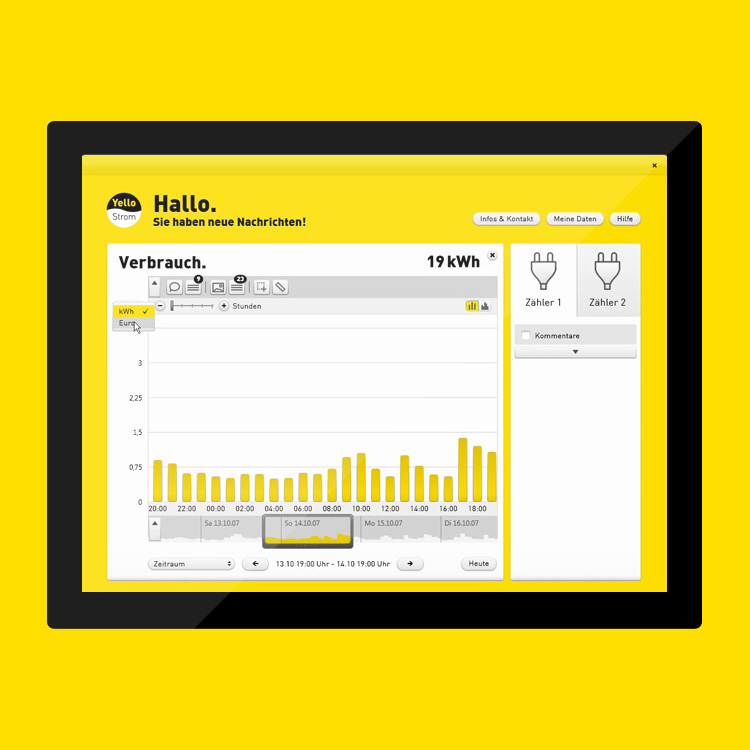 ×
Yello
Strom
Hallo.
Sie haben neue Nachrichten!
Infos & Kontakt
Meine Daten
Hilfe
Verbrauch.
19 kWh
9
23
Stunden
kWh
Euro
3
2,25
1,5
0,75
0
20:00 22:00 00:00 02:00 04:00 06:00 08:00 10:00 12:00 14:00 16:00 18:00
Sa 13.10.07
So 14.10.07
Mo 15.10.07
Di 16.10.07
Zeitraum
13.10 19:00 Uhr - 14.10 19:00 Uhr
Heute
Zähler 1
Zähler 2
Kommentare